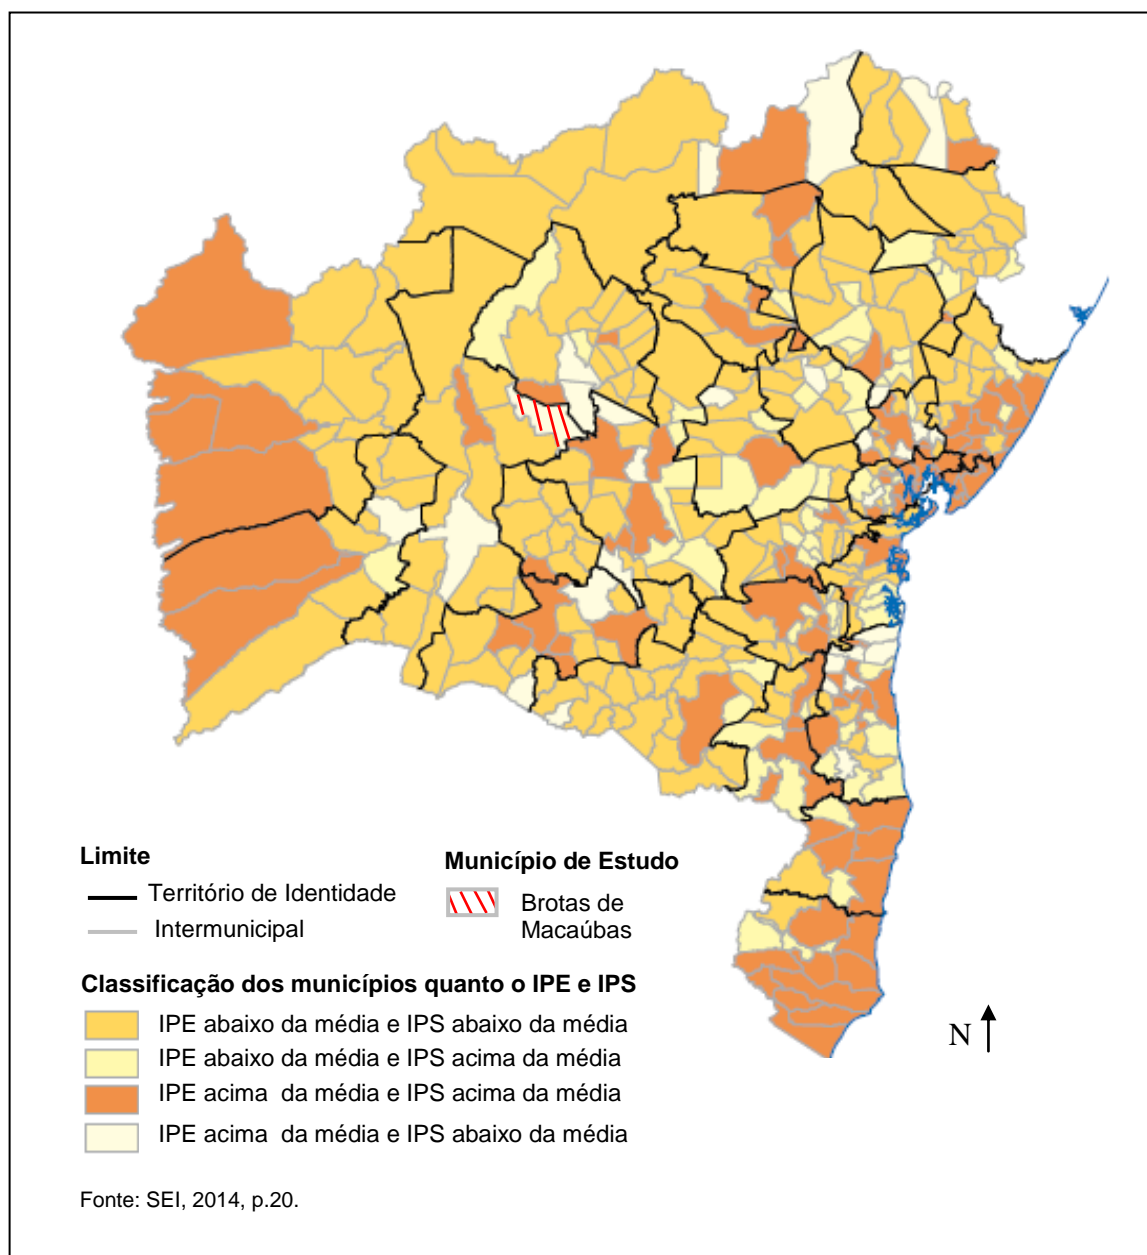 Limite
Território de Identidade
Intermunicipal
Município de Estudo
Brotas de
Macaúbas
Classificação dos municípios quanto o IPE e IPS
IPE abaixo da média e IPS abaixo da média
IPE abaixo da média e IPS acima da média
IPE acima  da média e IPS acima da média
IPE acima  da média e IPS abaixo da média
N
Fonte: SEI, 2014, p.20.